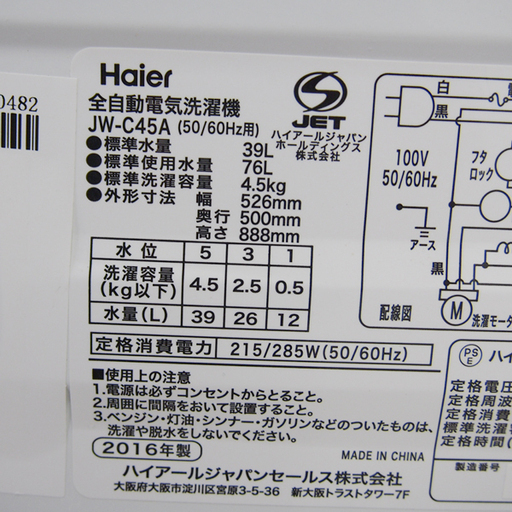 0482
Haier
全自動電気洗濯機
JW-C45A (50/60Hz用)
JET
ハイアールジャパン
ホールディングス
株式会社
●標準水量 39L
●標準使用水量 76L
●標準洗濯容量 4.5kg
●外形寸法 幅 526mm
奥行 500mm
高さ 888mm
水位 5 3 1
洗濯容量
(kg以下) 4.5 2.5 0.5
水量(L) 39 26 12
定格消費電力 215/285W(50/60Hz)
■使用上の注意
1.電源は必ずコンセントからとること。
2.周囲に間隔をおいて設置すること。
3.ベンジン・灯油・シンナー・ガソリンなどのついたものは、
洗濯や脱水をしないでください。
2016年製
MADE IN CHINA
ハイアールジャパンセールス株式会社
大阪府大阪市淀川区宮原3-5-36 新大阪トラストタワー7F
白
黒
100V
50/60Hz
フタ
ロック
アース
黒
M
配線図
洗濯モータ
PS
E
ハイ
定格電圧
定格周波
定格消費
標準洗濯容
定格時間(
製造番号